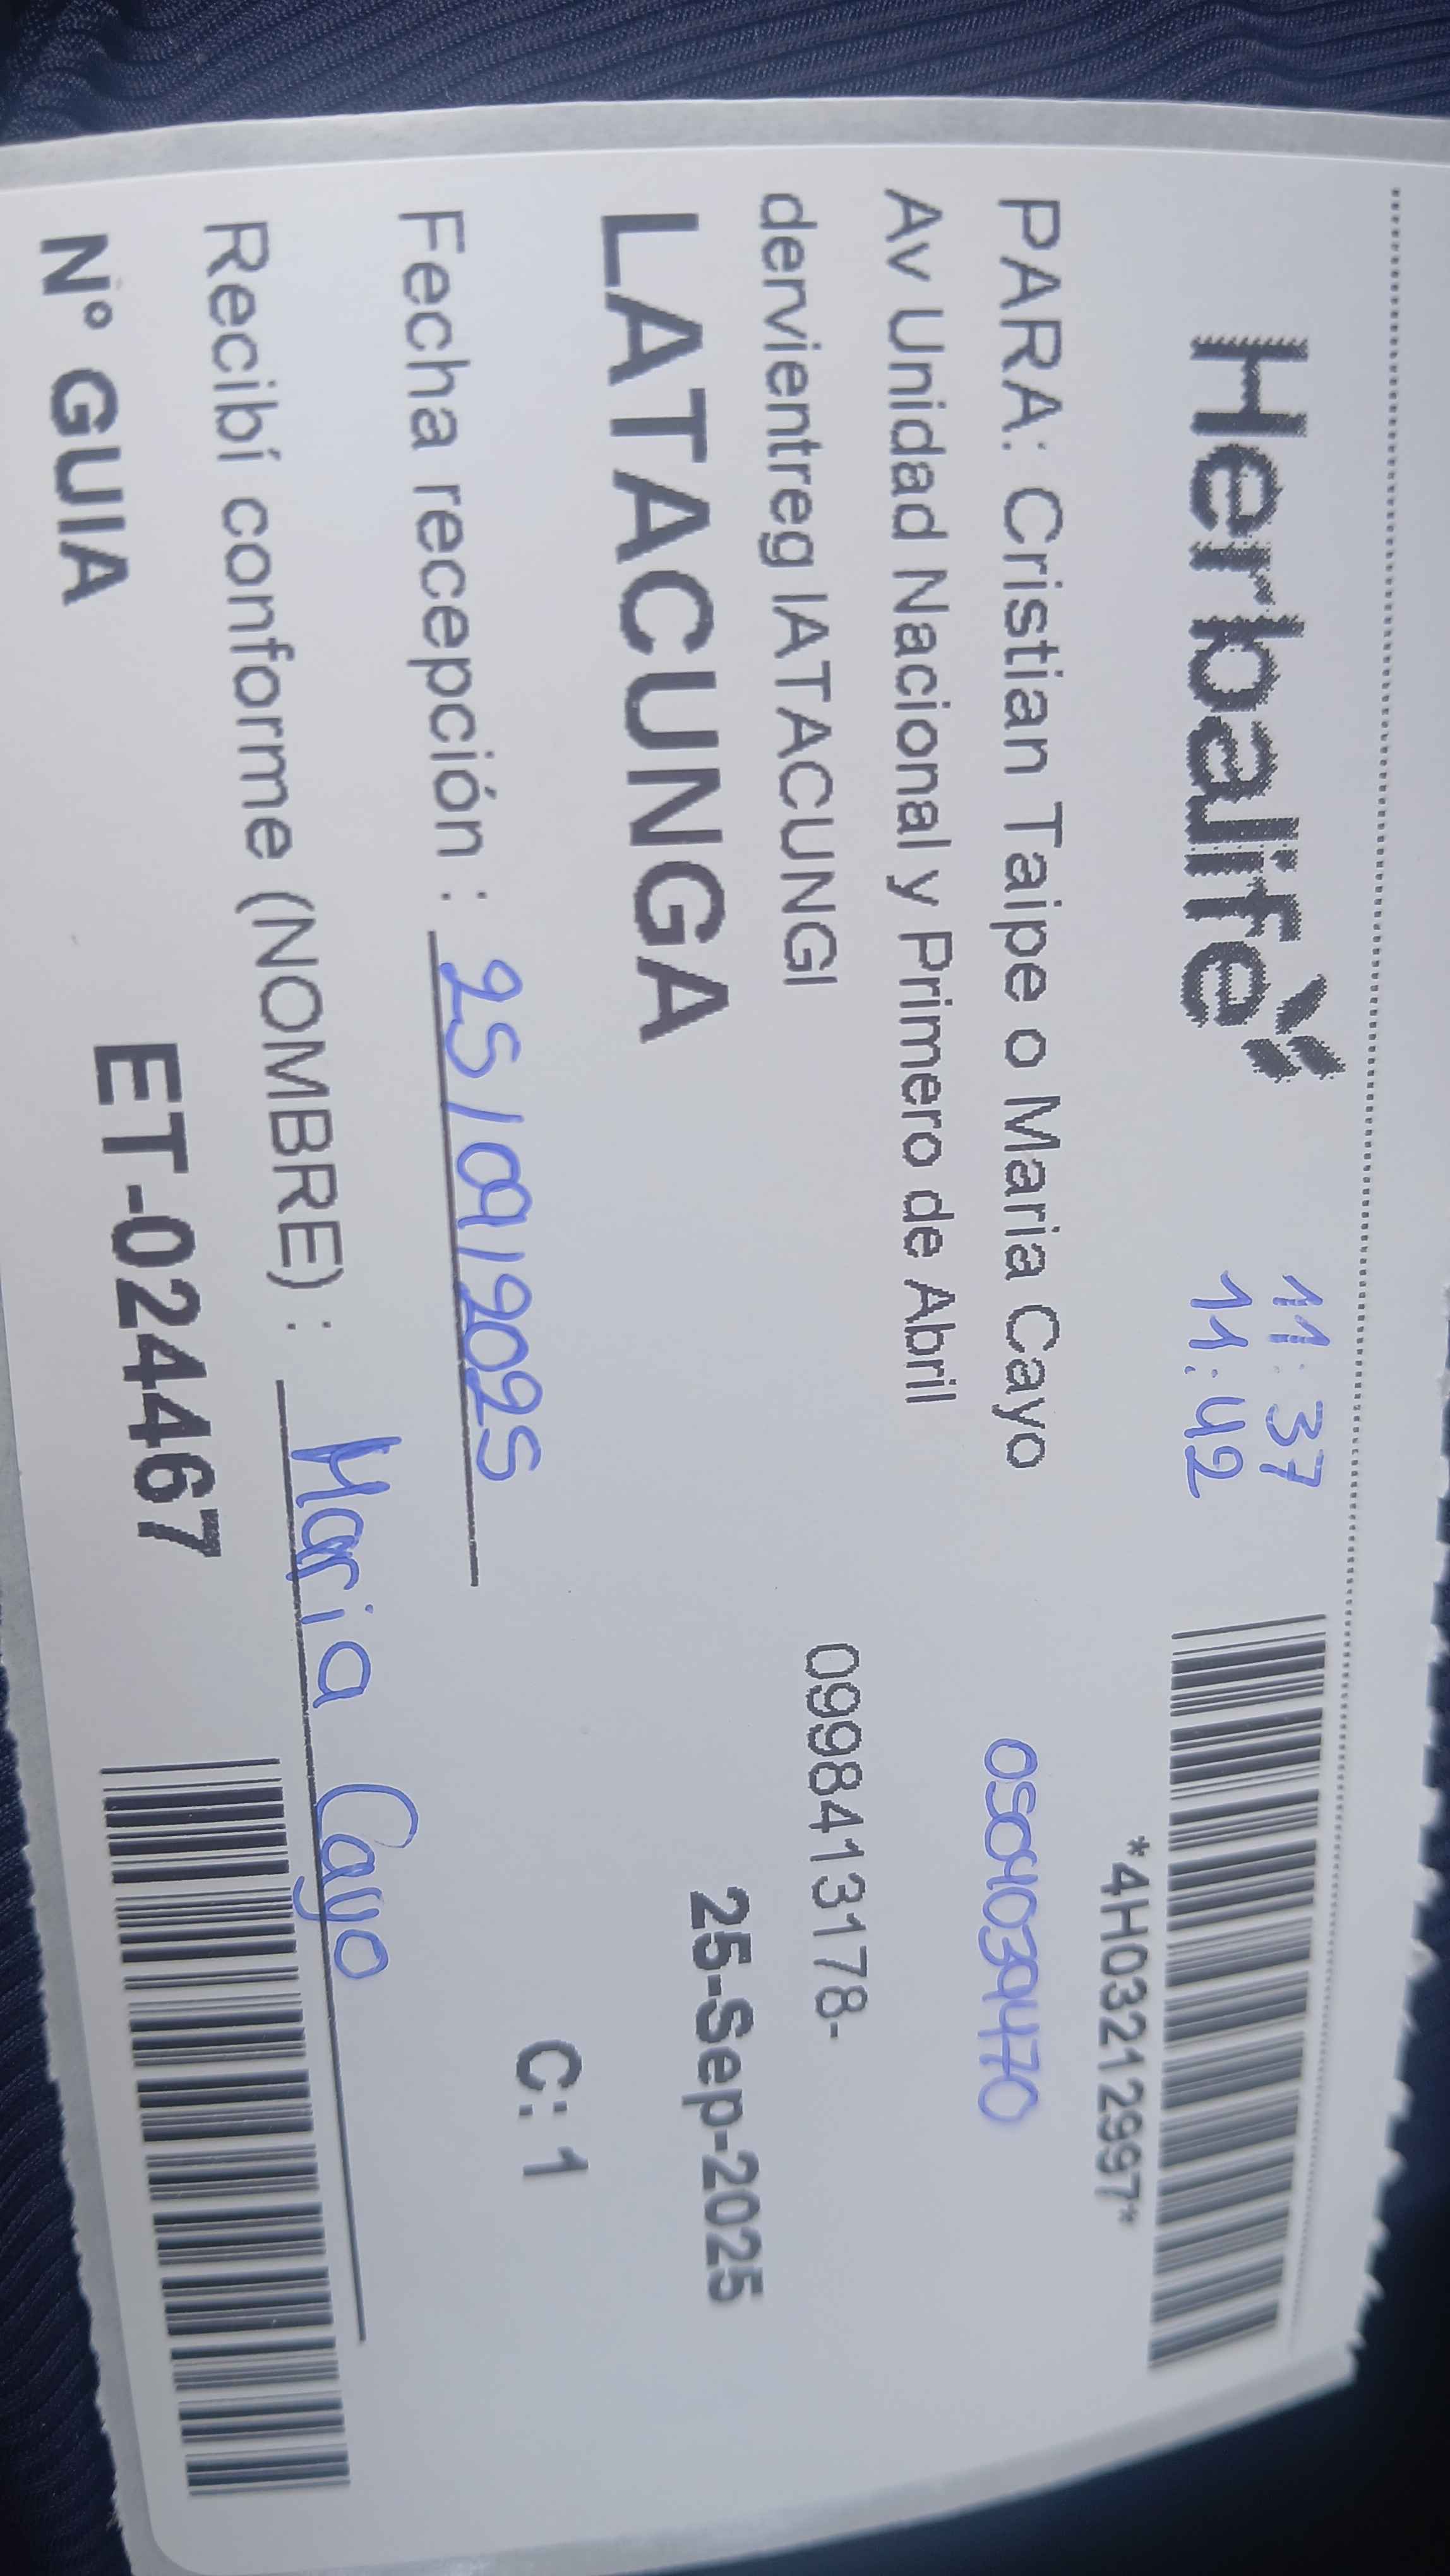 Herbalife
11:37
11:42
*4H03212997*
PARA: Cristian Taipe o Maria Cayo
0504039470
Av Unidad Nacional y Primero de Abril
dervientreg lATACUNGI
0998413178-
LATACUNGA
25-Sep-2025
Fecha recepción : 25/09/2025
C: 1
Recibí conforme (NOMBRE) : Maria Cayo
N° GUIA ET-024467